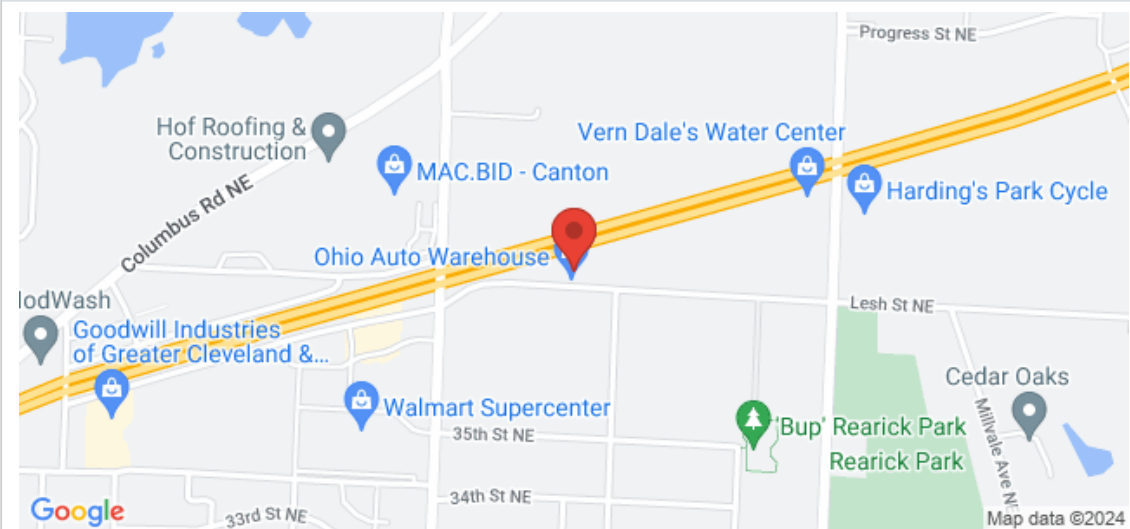 Progress St NE
Hof Roofing &
Construction
Vern Dale's Water Center
MAC.BID - Canton
Harding's Park Cycle
Columbus Rd NE
Ohio Auto Warehouse
lodWash
Lesh St NE
Goodwill Industries
of Greater Cleveland &...
Cedar Oaks
Walmart Supercenter
'Bup' Rearick Park
35th St NE
Rearick Park
Millvale Ave NE
34th St NE
33rd St NE
Google
Map data ©2024